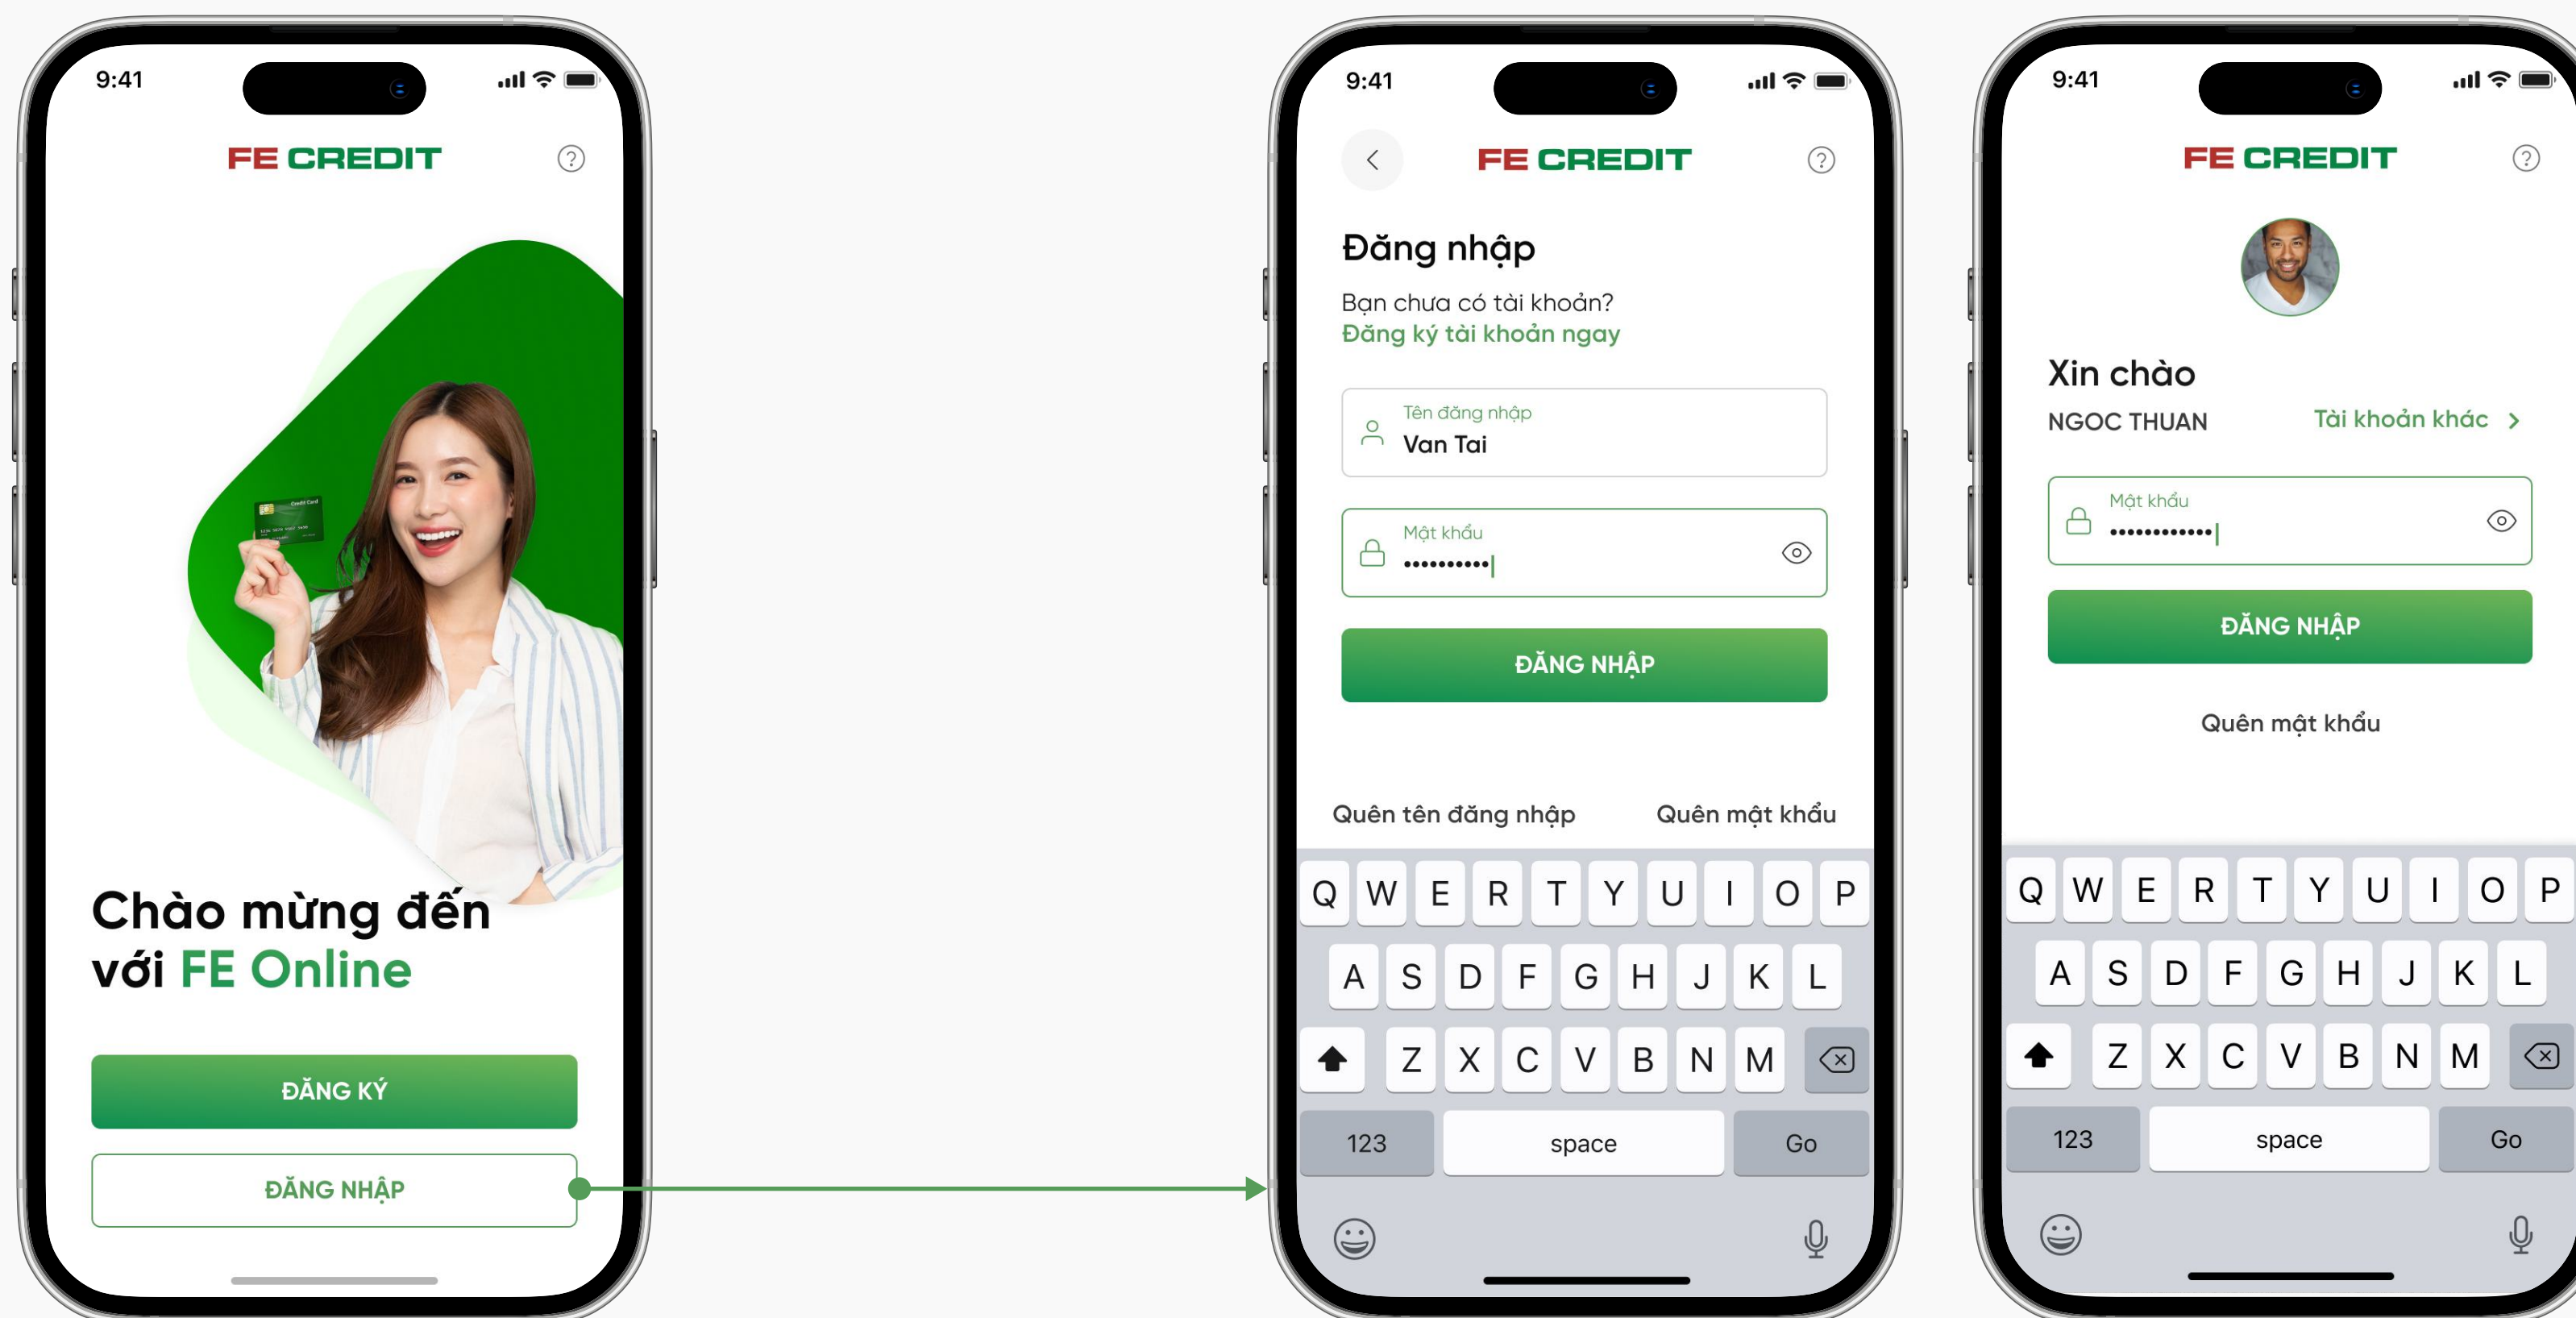 9:41
FE CREDIT
?
Credit Card
Chào mừng đến
với FE Online
ĐĂNG KÝ
ĐĂNG NHẬP
9:41
FE CREDIT
?
Đăng nhập
Bạn chưa có tài khoản?
Đăng ký tài khoản ngay
Tên đăng nhập
Van Tai
Mật khẩu
••••••••••
ĐĂNG NHẬP
Quên tên đăng nhập Quên mật khẩu
Q W E R T Y U I O P
A S D F G H J K L
Z X C V B N M
123 space Go
9:41
FE CREDIT
?
Xin chào
NGOC THUAN Tài khoản khác
Mật khẩu
••••••••••••
ĐĂNG NHẬP
Quên mật khẩu
Q W E R T Y U I O P
A S D F G H J K L
Z X C V B N M
123 space Go